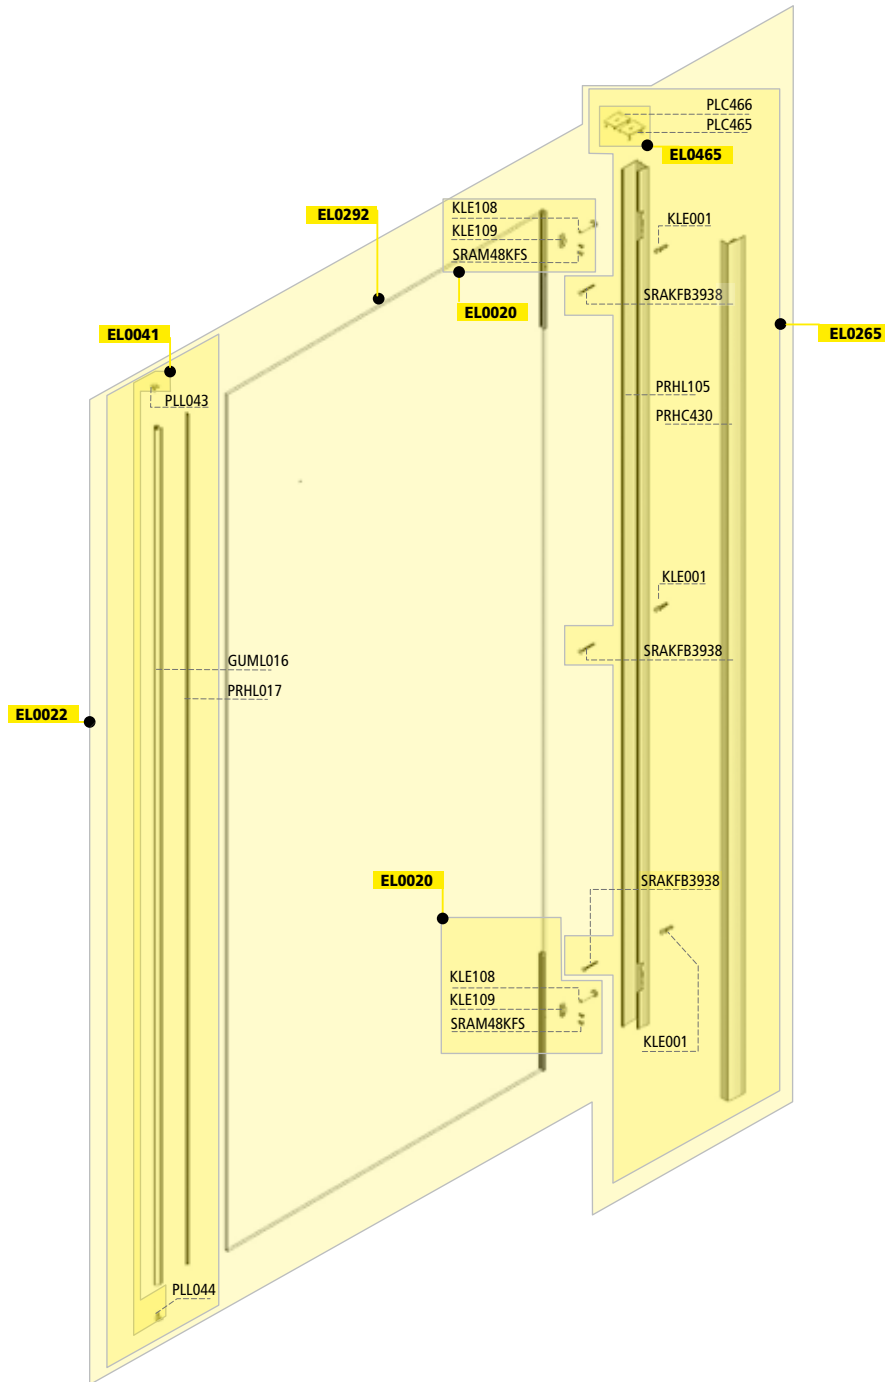 PLC466
PLC465
EL0465
KLE108
EL0292
KLE001
KLE109
SRAM48KFS
SRAKFB3938
EL0020
EL0041
EL0265
PRHL105
PLL043
PRHC430
KLE001
SRAKFB3938
GUML016
PRHL017
EL0022
EL0020
SRAKFB3938
KLE108
KLE109
SRAM48KFS
KLE001
PLL044